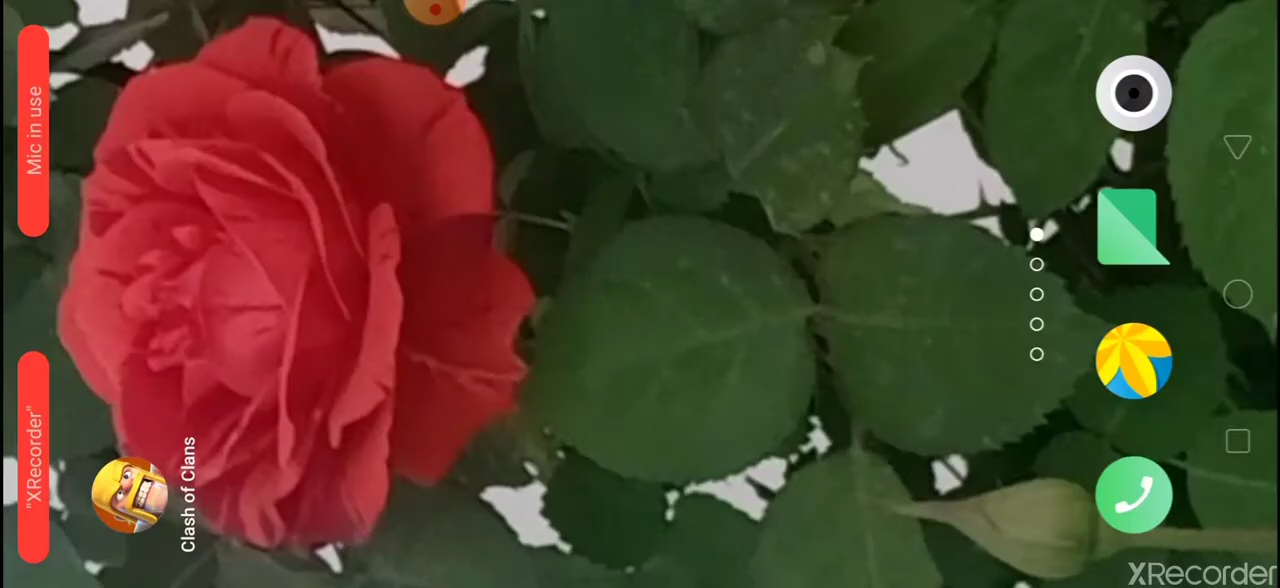 "XRecorder"
Mic in use
Clash of Clans
XRecorder